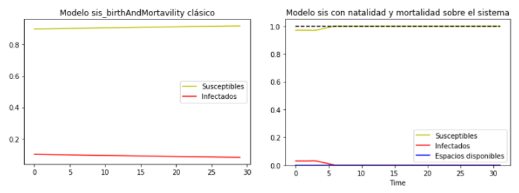 Modelo sis_birthAndMortavility clásico
0.8
0.6
0.4
0.2
0 5 10 15 20 25 30
Susceptibles
Infectados
Modelo sis con natalidad y mortalidad sobre el sistema
1.0
0.8
0.6
0.4
0.2
0.0
0 5 10 15 20 25 30
Time
Susceptibles
Infectados
Espacios disponibles